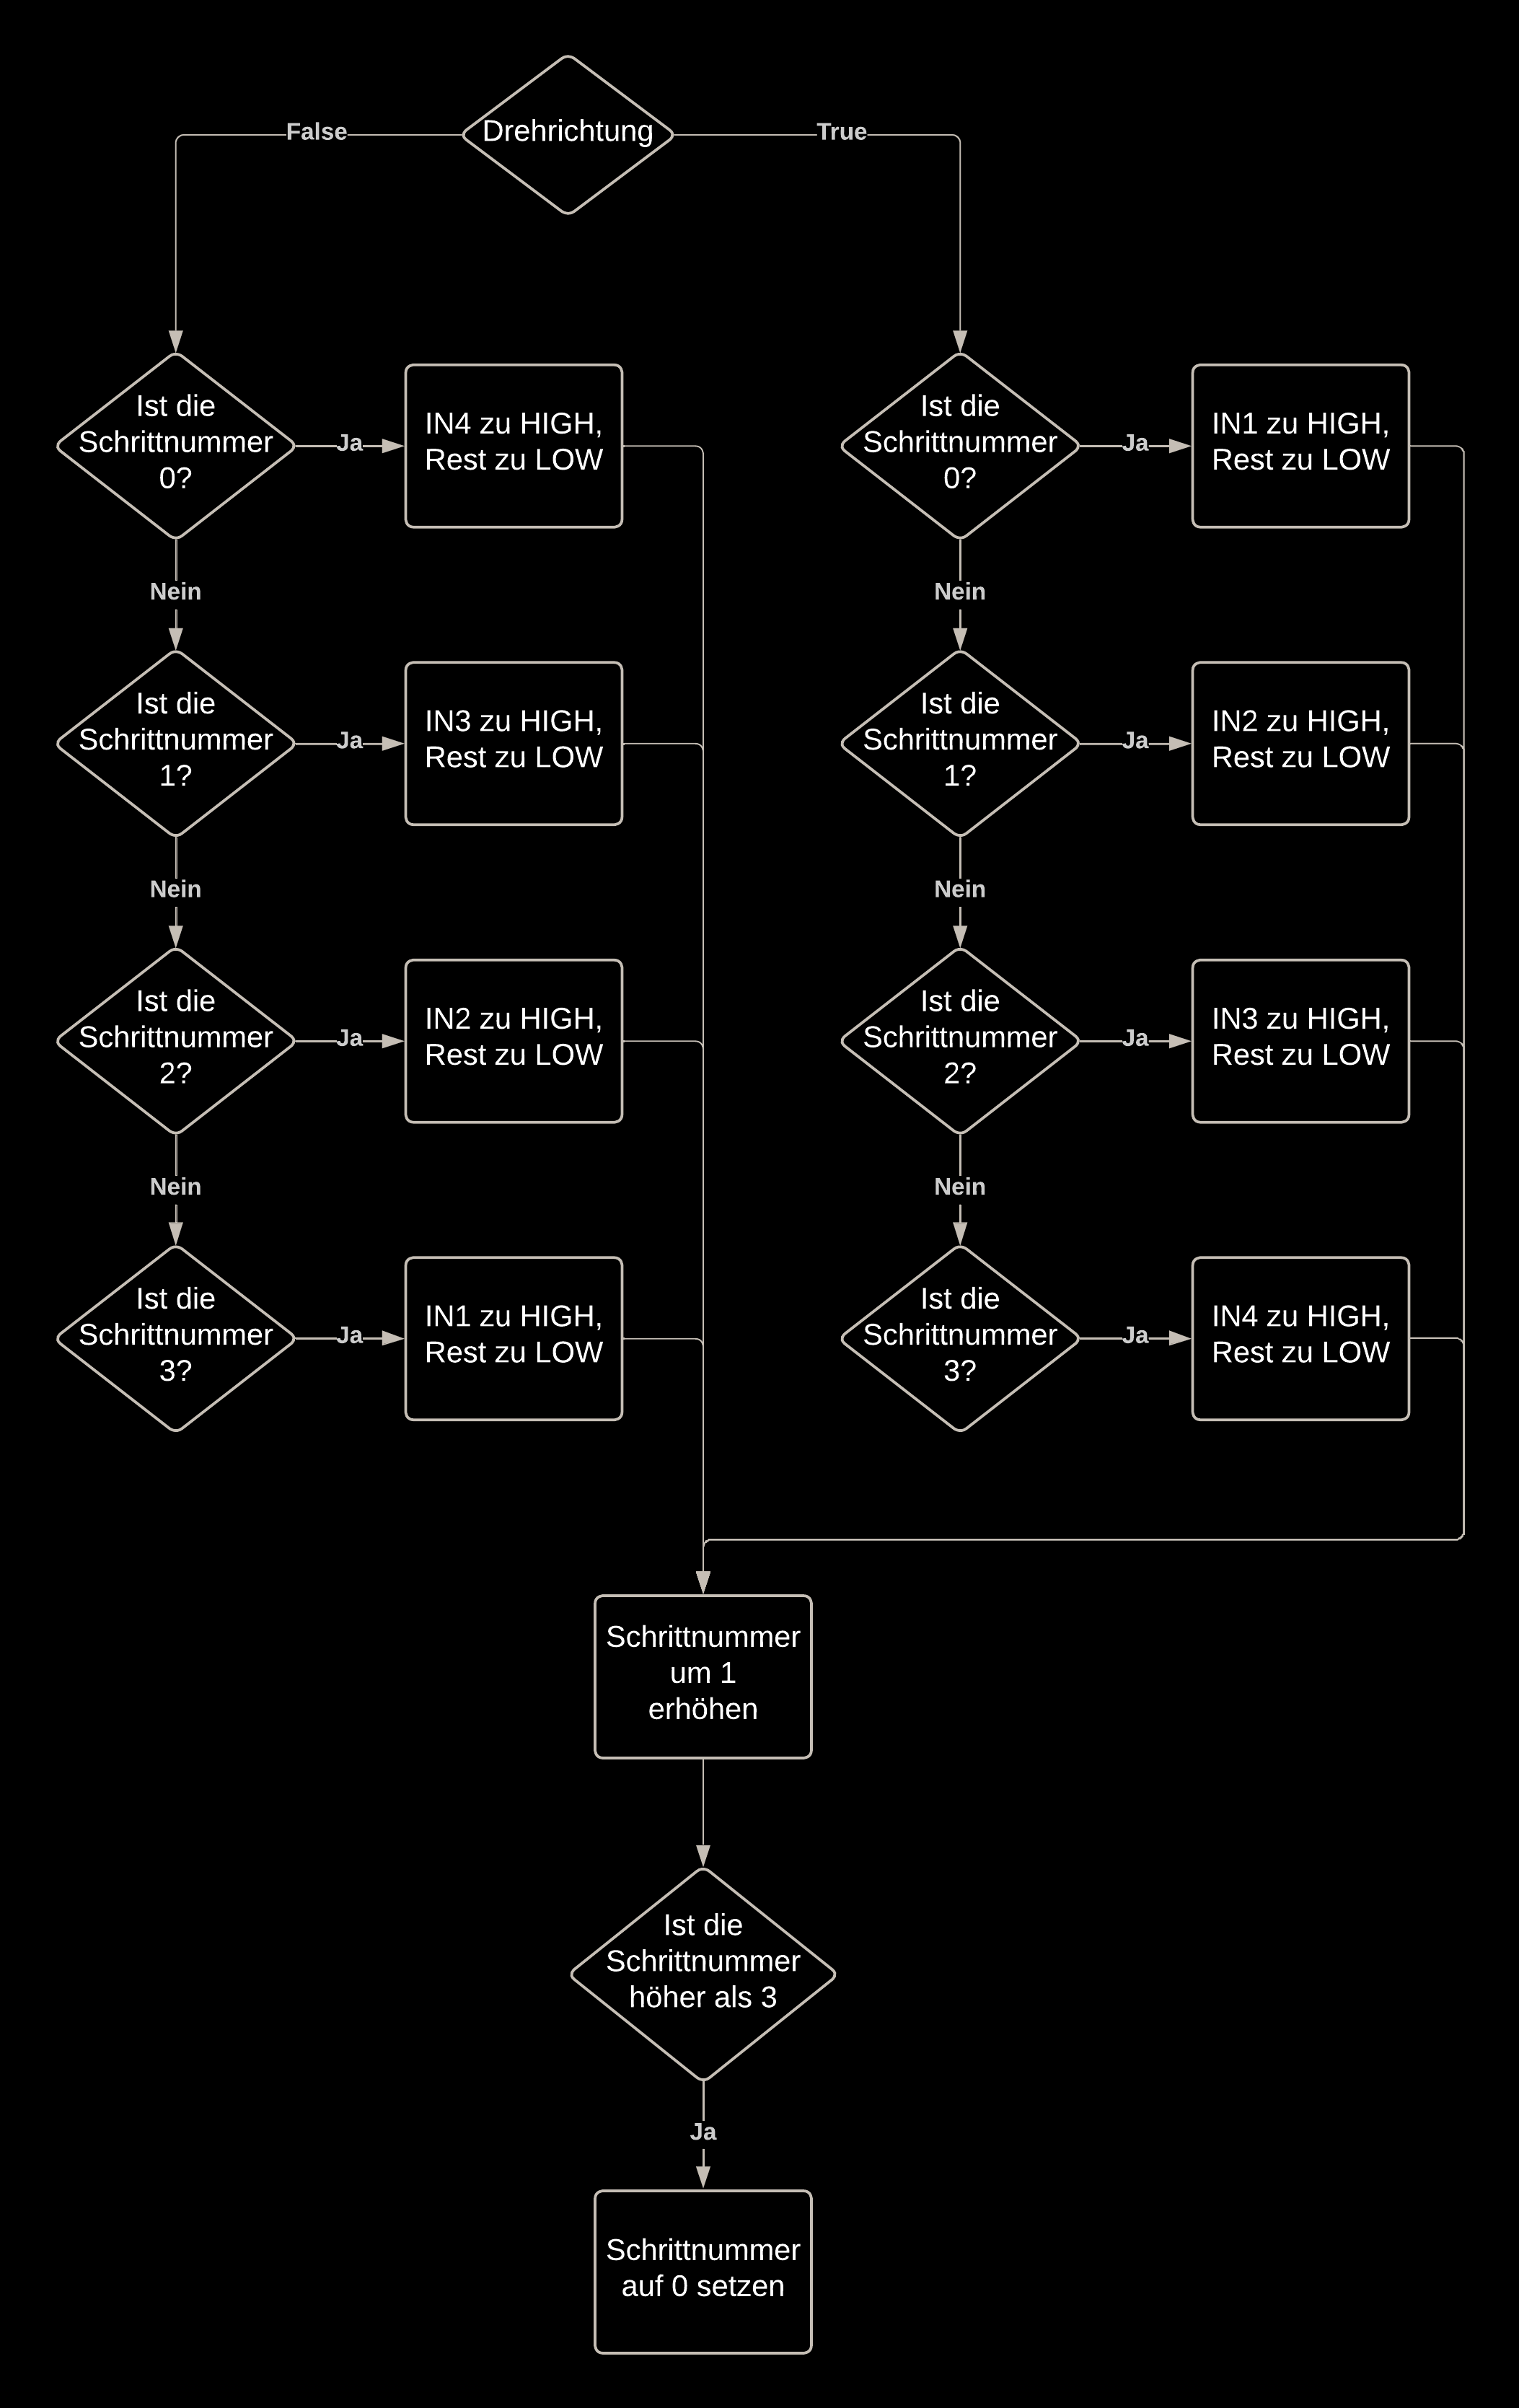 Drehrichtung
False
True
Ist die
Schrittnummer
0?
Ja
IN4 zu HIGH,
Rest zu LOW
Ist die
Schrittnummer
0?
Ja
IN1 zu HIGH,
Rest zu LOW
Nein
Nein
Ist die
Schrittnummer
1?
Ja
IN3 zu HIGH,
Rest zu LOW
Ist die
Schrittnummer
1?
Ja
IN2 zu HIGH,
Rest zu LOW
Nein
Nein
Ist die
Schrittnummer
2?
Ja
IN2 zu HIGH,
Rest zu LOW
Ist die
Schrittnummer
2?
Ja
IN3 zu HIGH,
Rest zu LOW
Nein
Nein
Ist die
Schrittnummer
3?
Ja
IN1 zu HIGH,
Rest zu LOW
Ist die
Schrittnummer
3?
Ja
IN4 zu HIGH,
Rest zu LOW
Schrittnummer
um 1
erhöhen
Ist die
Schrittnummer
höher als 3
Ja
Schrittnummer
auf 0 setzen